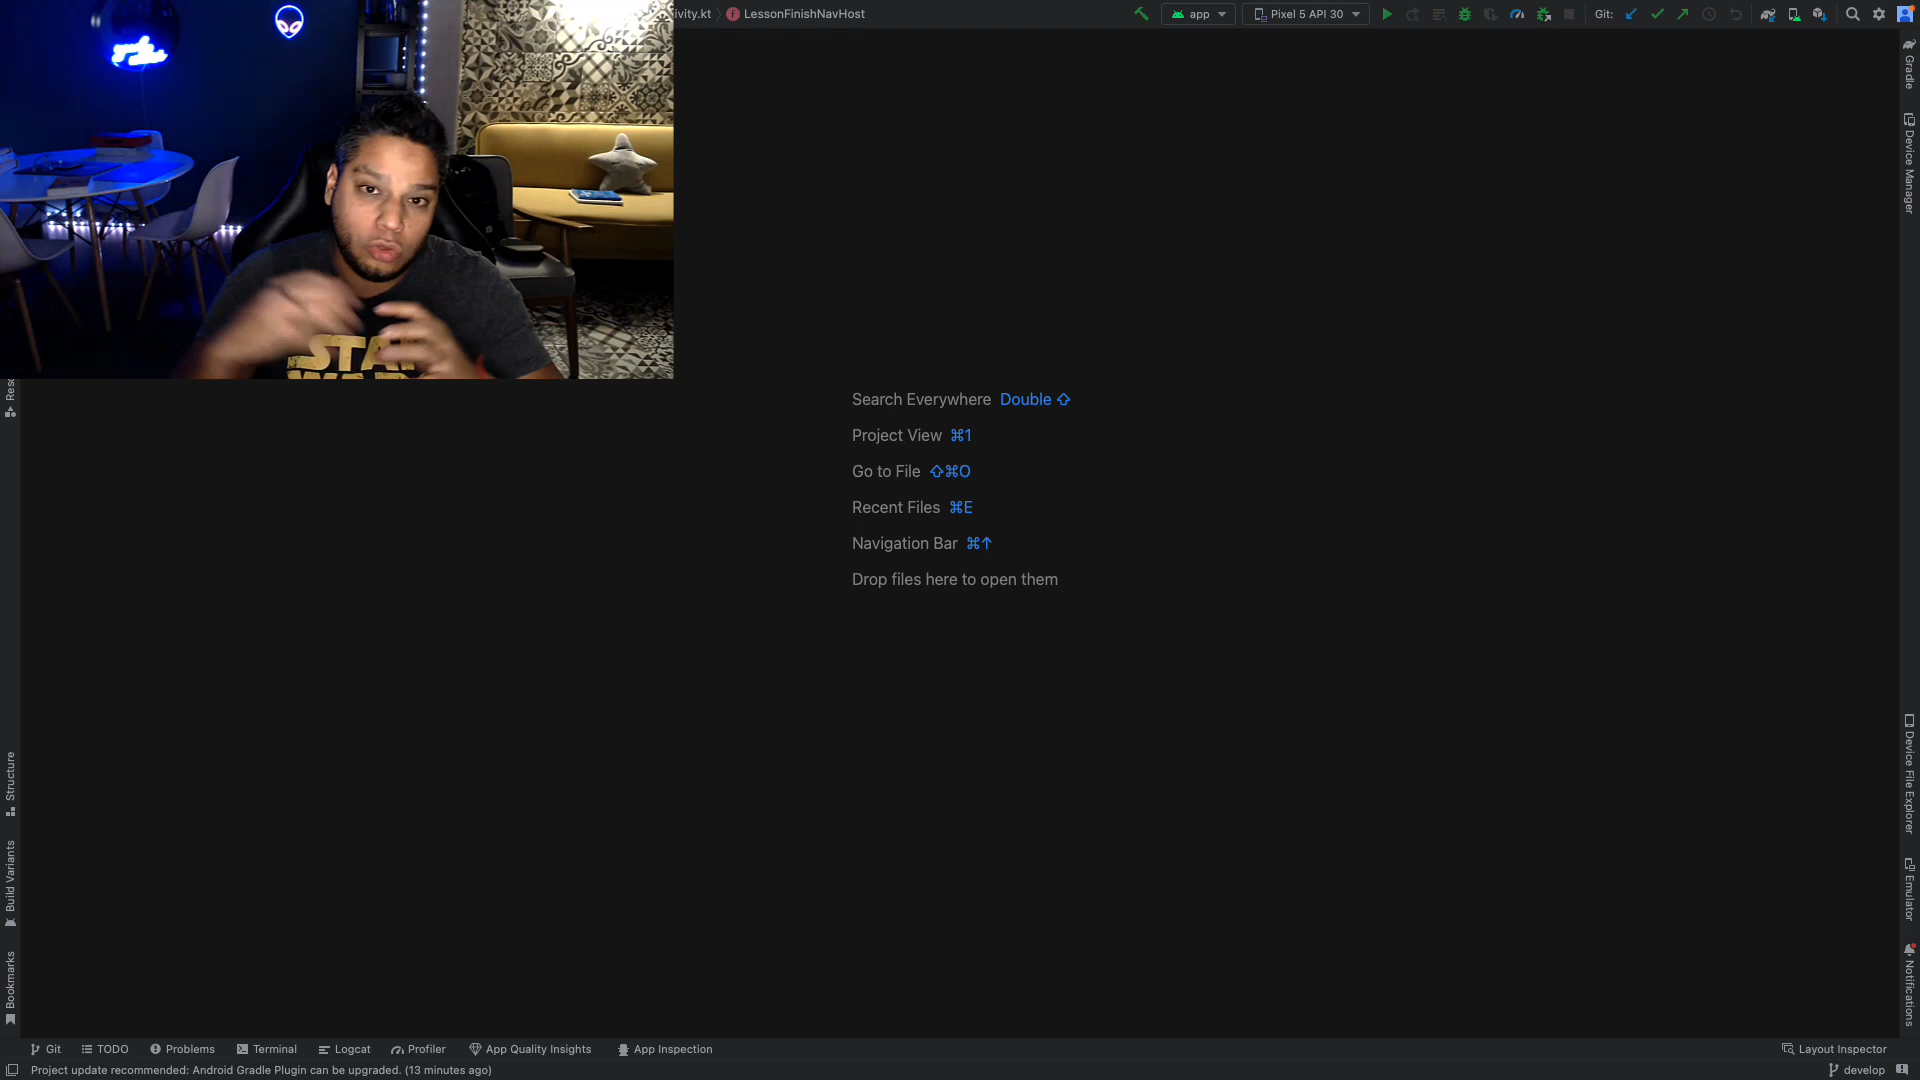 ivity.kt
LessonFinishNavHost
app
Pixel 5 API 30
Git:
STA
Gradle
Device Manager
Search Everywhere Double ⇧
Project View ⌘1
Go to File ⇧⌘O
Recent Files ⌘E
Navigation Bar ⌘↑
Drop files here to open them
Structure
Build Variants
Bookmarks
Device File Explorer
Emulator
Notifications
Git
TODO
Problems
Terminal
Logcat
Profiler
App Quality Insights
App Inspection
Layout Inspector
Project update recommended: Android Gradle Plugin can be upgraded. (13 minutes ago)
develop